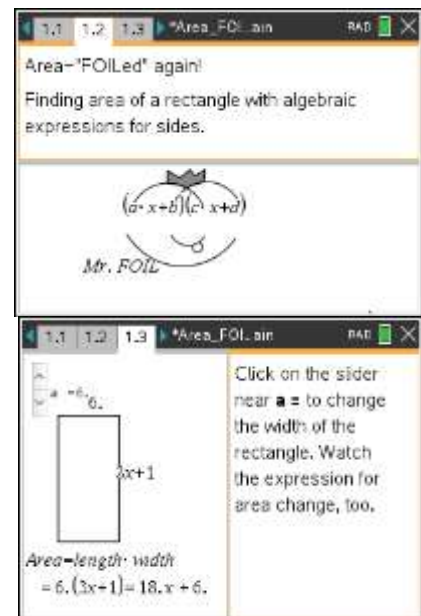 1.1 1.2 1.3 *Area_FOI...ain RAD
Area-"FOILed" again!
Finding area of a rectangle with algebraic
expressions for sides.
(a· x+b)(c· x+d)
Mr. FOIL
1.1 1.2 1.3 *Area_FOI...ain RAD
a =6.
6.
3x+1
Area=length· width
=6.(3x+1)=18.x + 6.
Click on the slider
near a = to change
the width of the
rectangle. Watch
the expression for
area change, too.